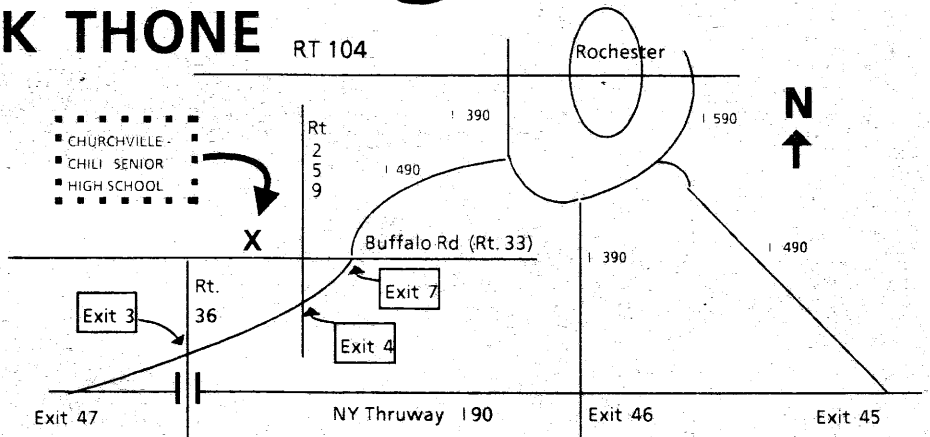 K THONE
RT 104
Rochester
N
I 390
I 590
CHURCHVILLE-
CHILI SENIOR
HIGH SCHOOL
Rt
2
5
9
I 490
X
Buffalo Rd (Rt. 33)
I 390
I 490
Rt.
36
Exit 7
Exit 3
Exit 4
Exit 47
NY Thruway I 90
Exit 46
Exit 45